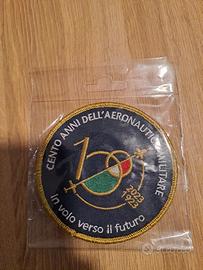 CENTO ANNI DELL'AERONAUTICA MILITARE
100
2023
1923
In volo verso il futuro